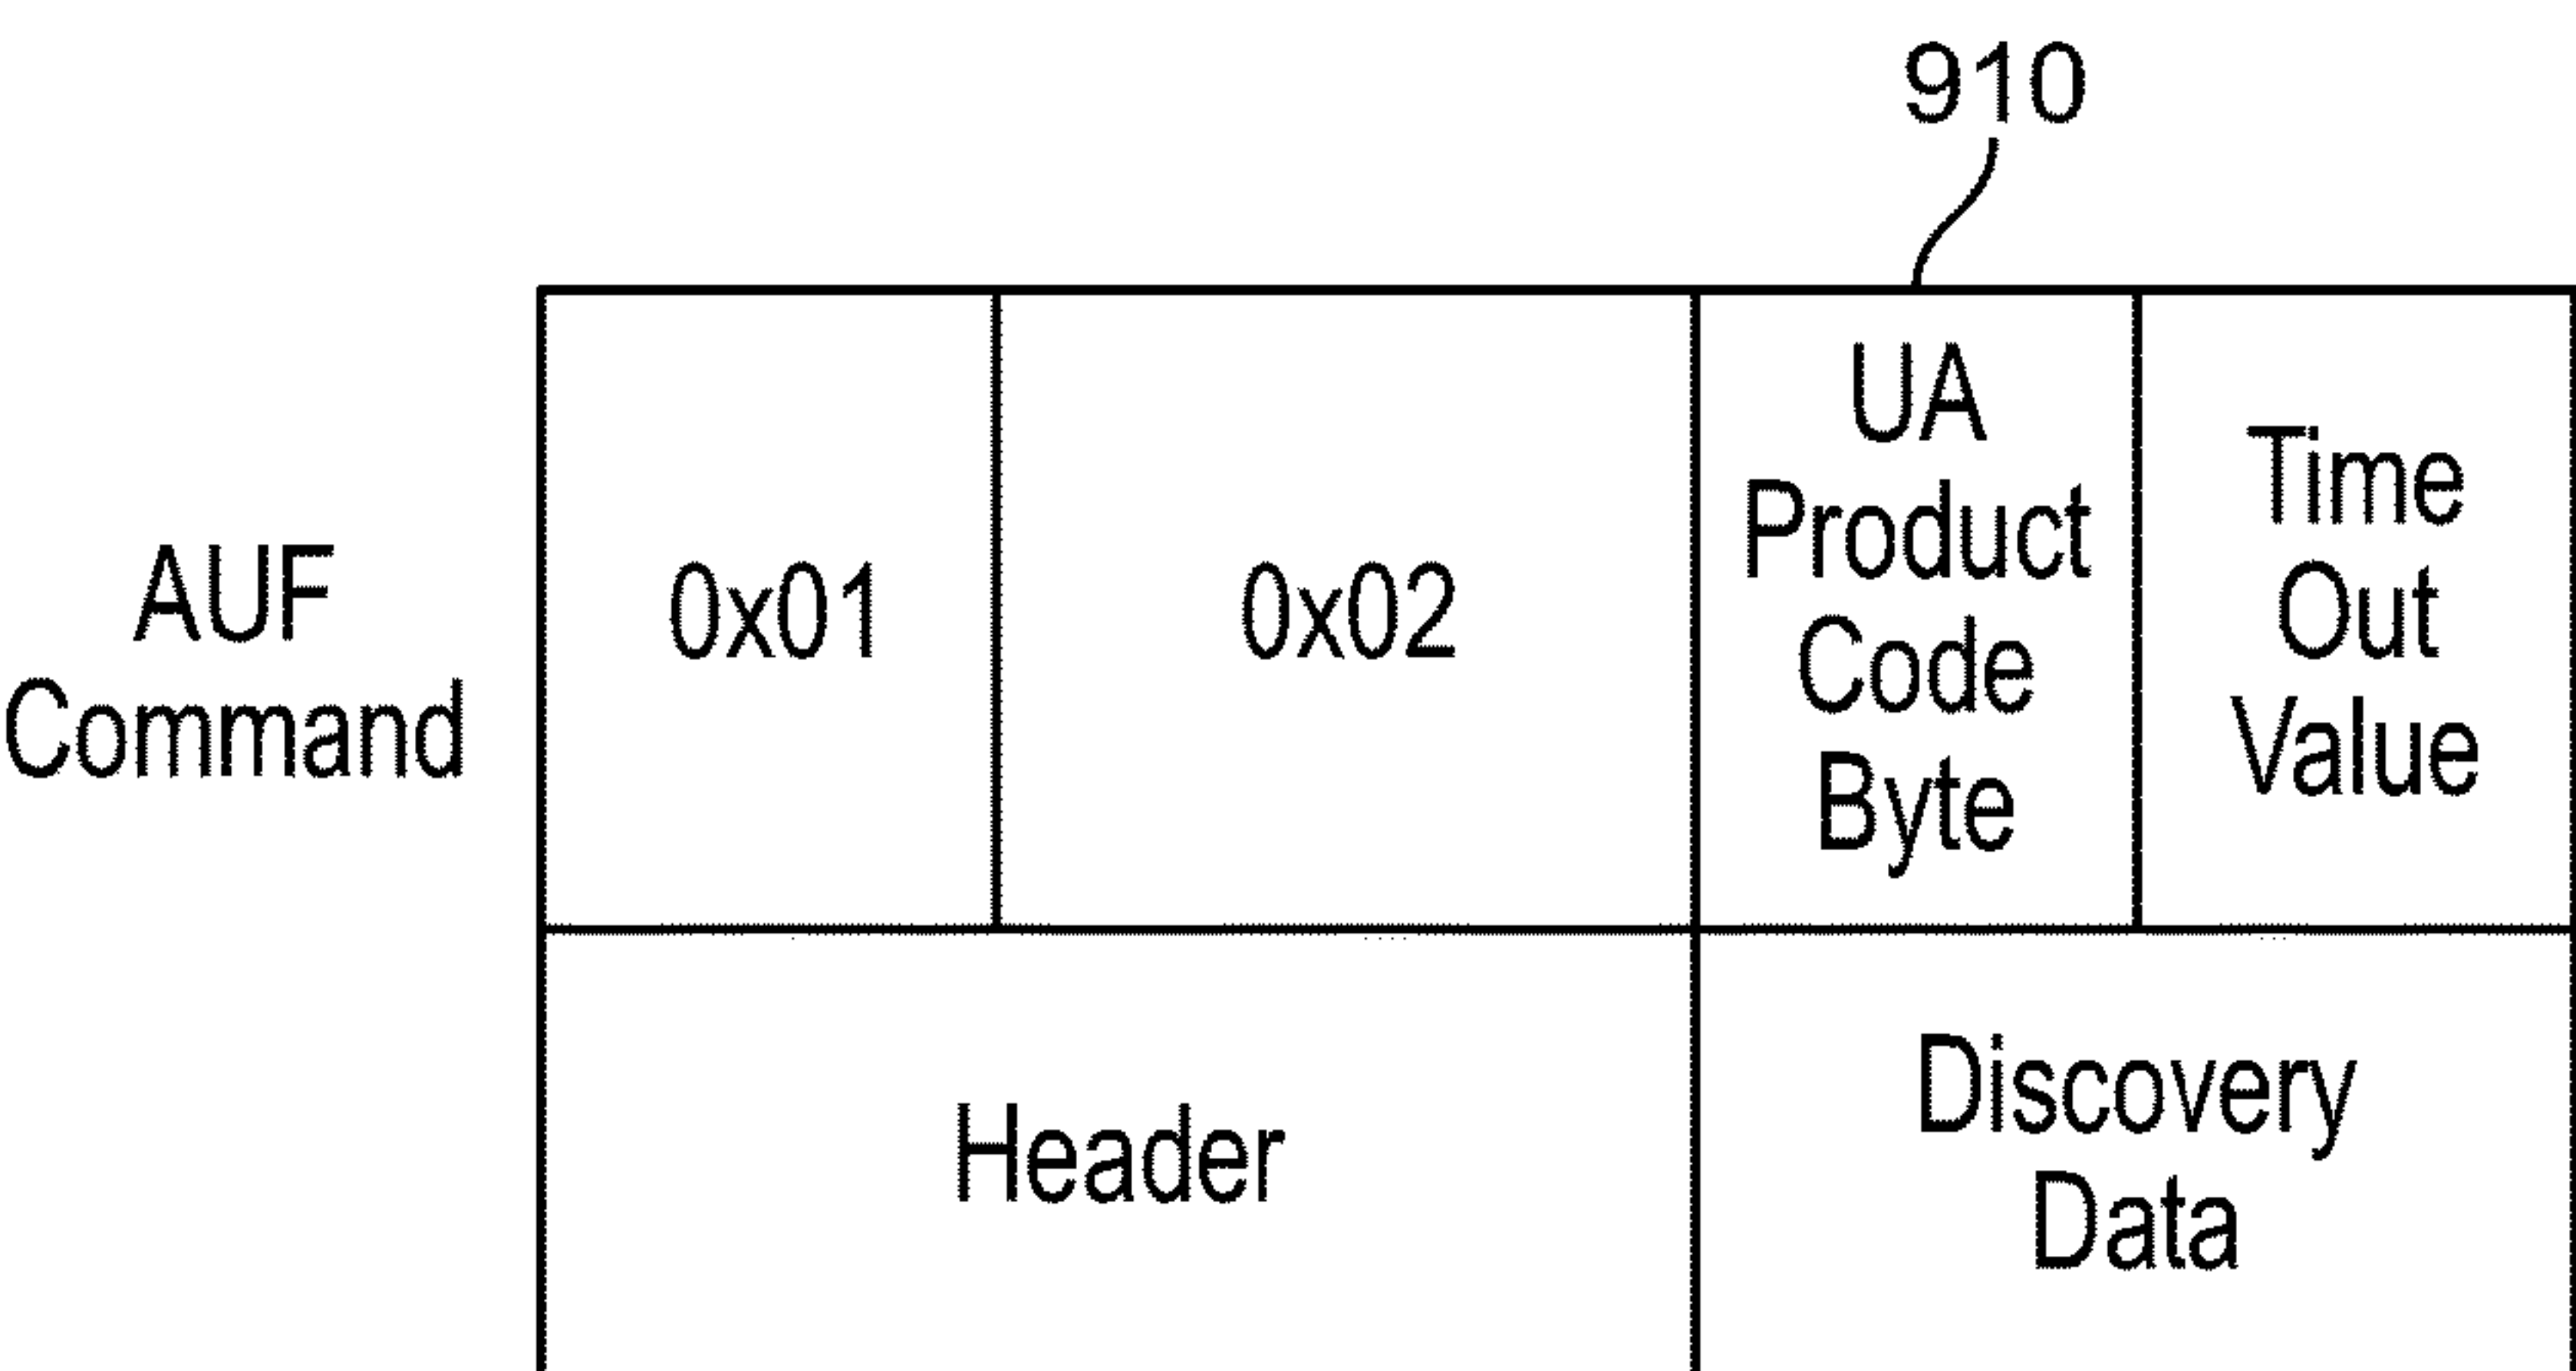 910
AUF
Command
0x01
0x02
UA
Product
Code
Byte
Time
Out
Value
Header
Discovery
Data